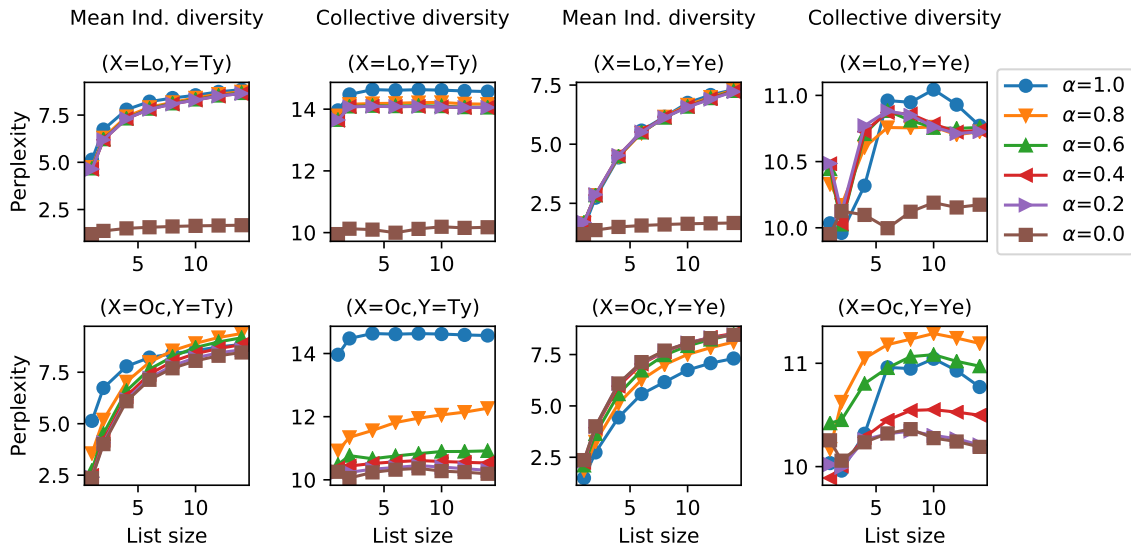 Mean Ind. diversity Collective diversity Mean Ind. diversity Collective diversity
(X=Lo,Y=Ty) (X=Lo,Y=Ty) (X=Lo,Y=Ye) (X=Lo,Y=Ye)
Perplexity
7.5
5.0
2.5
5 10
14
12
10
5 10
7.5
5.0
2.5
5 10
11.0
10.5
10.0
5 10
α=1.0
α=0.8
α=0.6
α=0.4
α=0.2
α=0.0
(X=Oc,Y=Ty) (X=Oc,Y=Ty) (X=Oc,Y=Ye) (X=Oc,Y=Ye)
Perplexity
7.5
5.0
2.5
5 10
14
12
10
5 10
7.5
5.0
2.5
5 10
11
10
5 10
List size List size List size List size